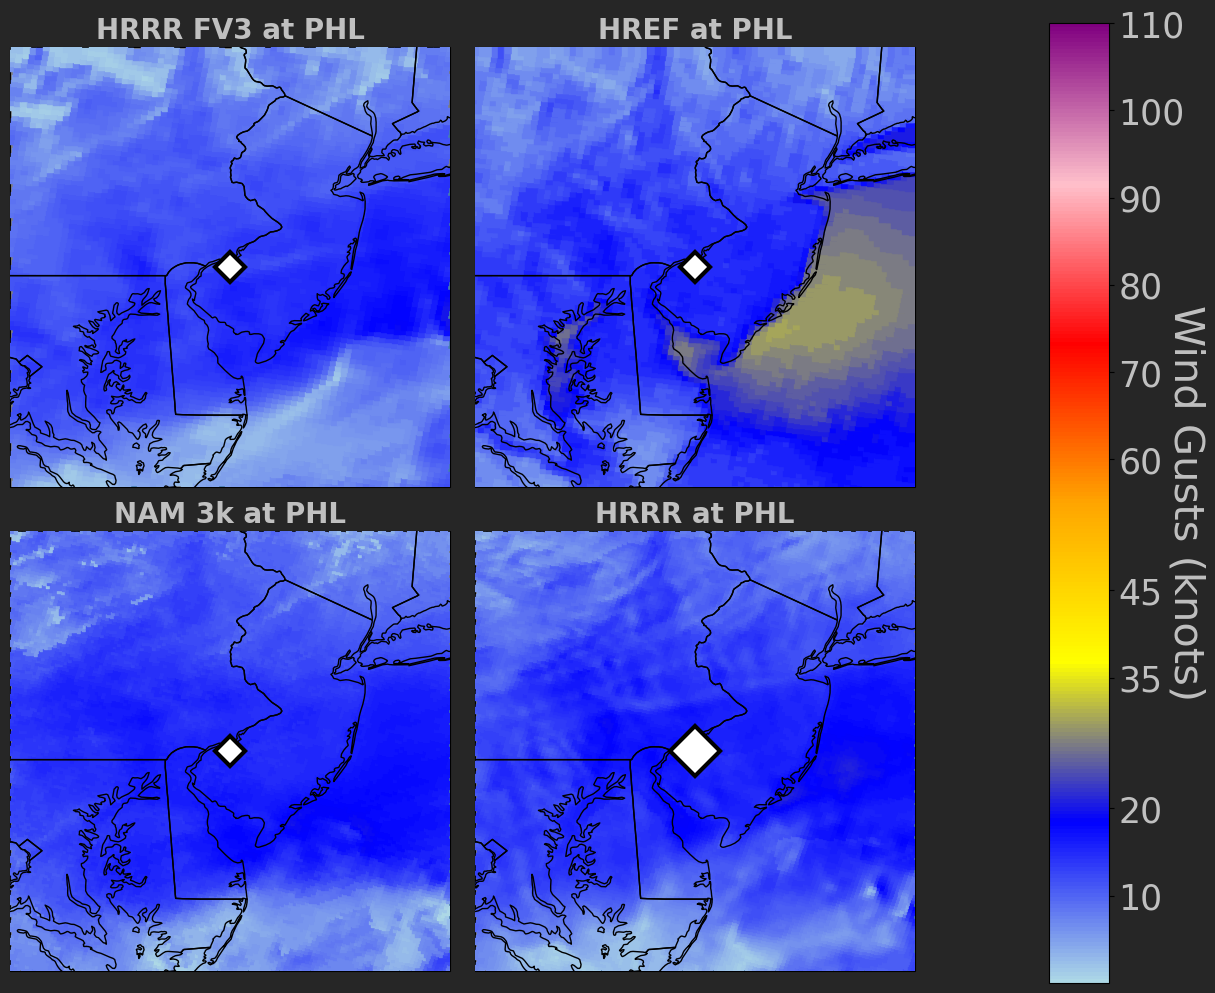 HRRR FV3 at PHL
HREF at PHL
NAM 3k at PHL
HRRR at PHL
110
100
90
80
70
60
45
35
20
10
Wind Gusts (knots)